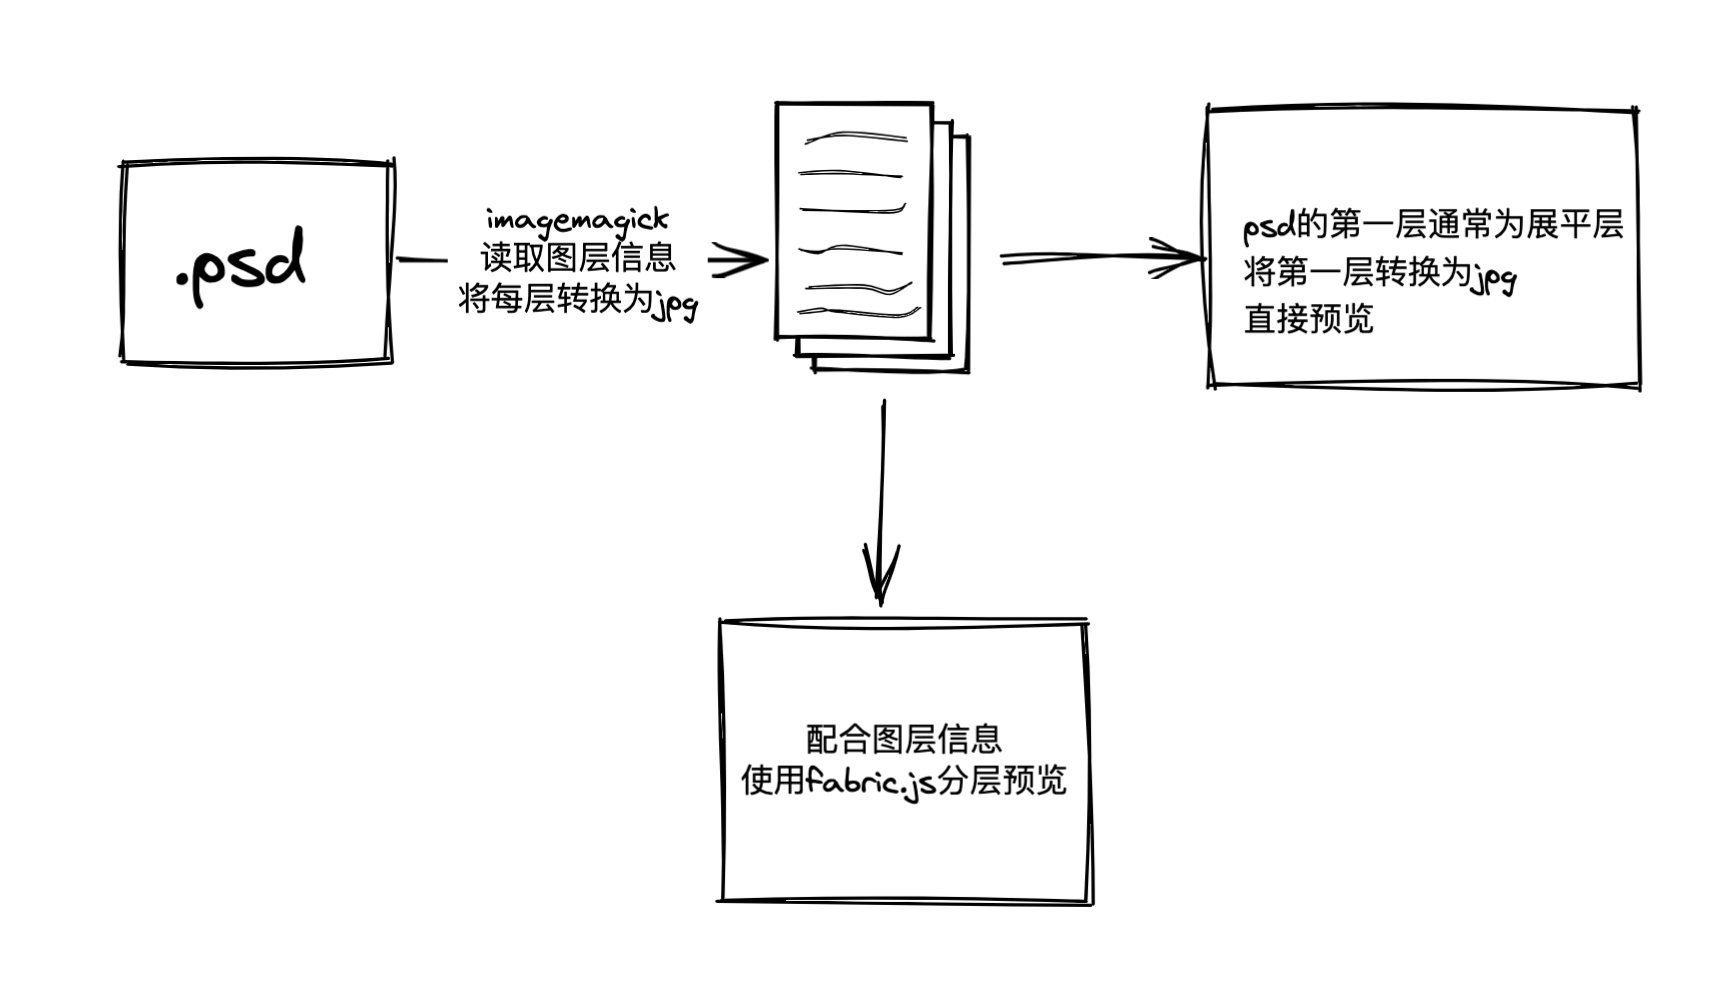 .psd
imagemagick
读取图层信息
将每层转换为jpg
psd的第一层通常为展平层
将第一层转换为jpg
直接预览
配合图层信息
使用fabric.js分层预览